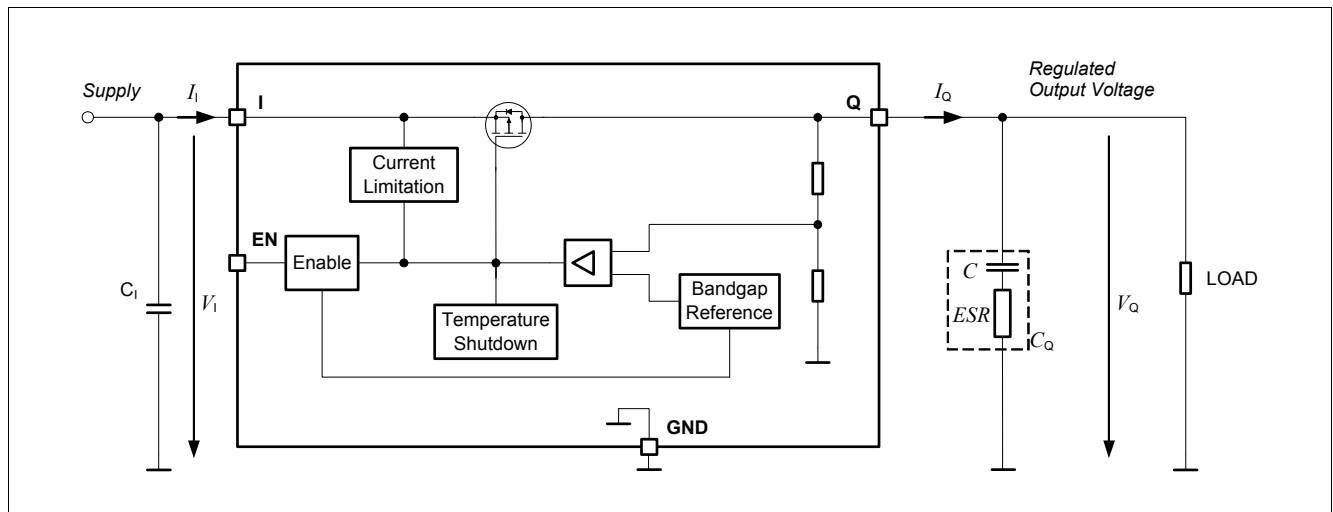 Supply
I_I
I
Q
I_Q
Regulated
Output Voltage
Current
Limitation
EN
Enable
C_I
V_I
Temperature
Shutdown
Bandgap
Reference
GND
C
ESR
C_Q
V_Q
LOAD